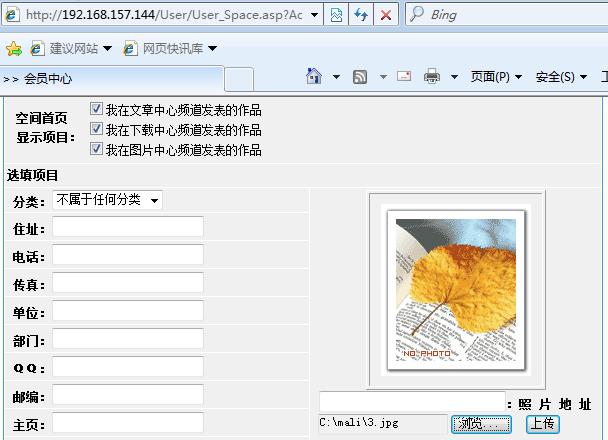 http://192.168.157.144/User/User_Space.asp?Ac
Bing
建议网站
网页快讯库
>> 会员中心
页面(P)
安全(S)
空间首页
显示项目：
我在文章中心频道发表的作品
我在下载中心频道发表的作品
我在图片中心频道发表的作品
选填项目
分类：
不属于任何分类
住址：
电话：
传真：
单位：
部门：
QQ：
邮编：
主页：
NO PHOTO
：照 片 地 址
C:\mali\3.jpg
浏览...
上传